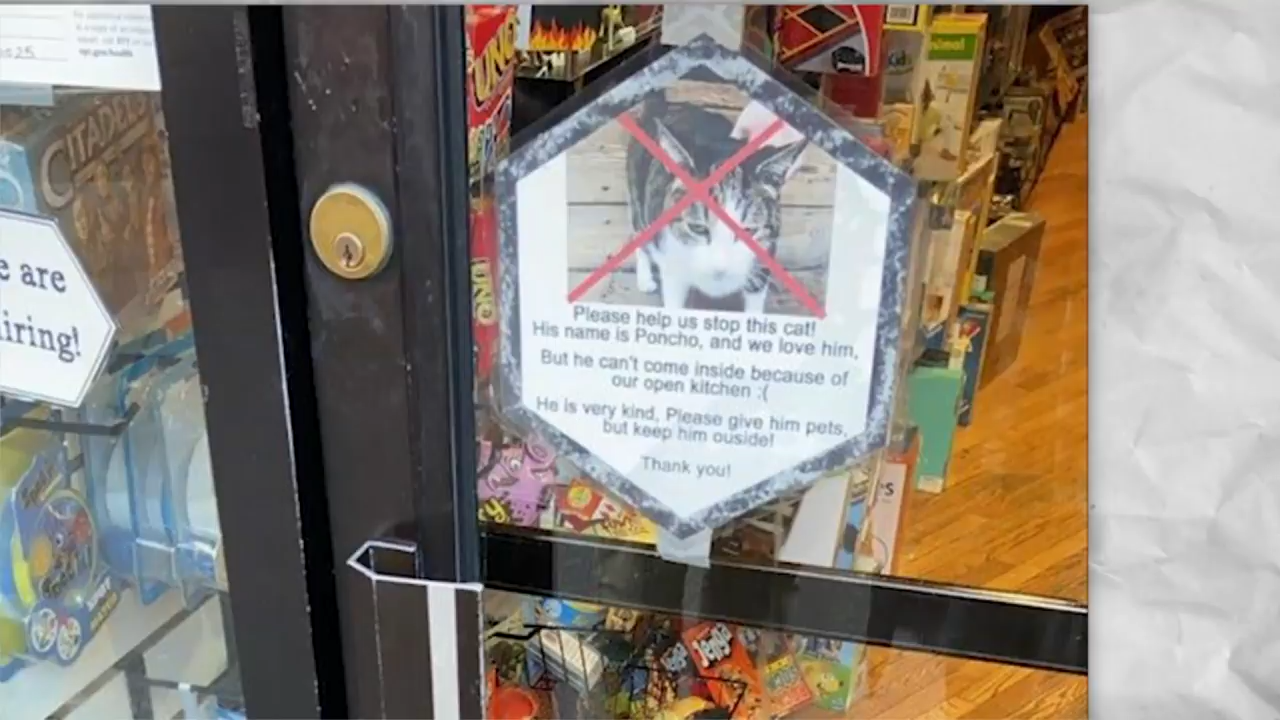 2025
CITADEL
e are
iring!
UNO
UNO
Please help us stop this cat!
His name is Poncho, and we love him,
But he can't come inside because of
our open kitchen :(
He is very kind, Please give him pets,
but keep him ouside!
Thank you!
Jenga